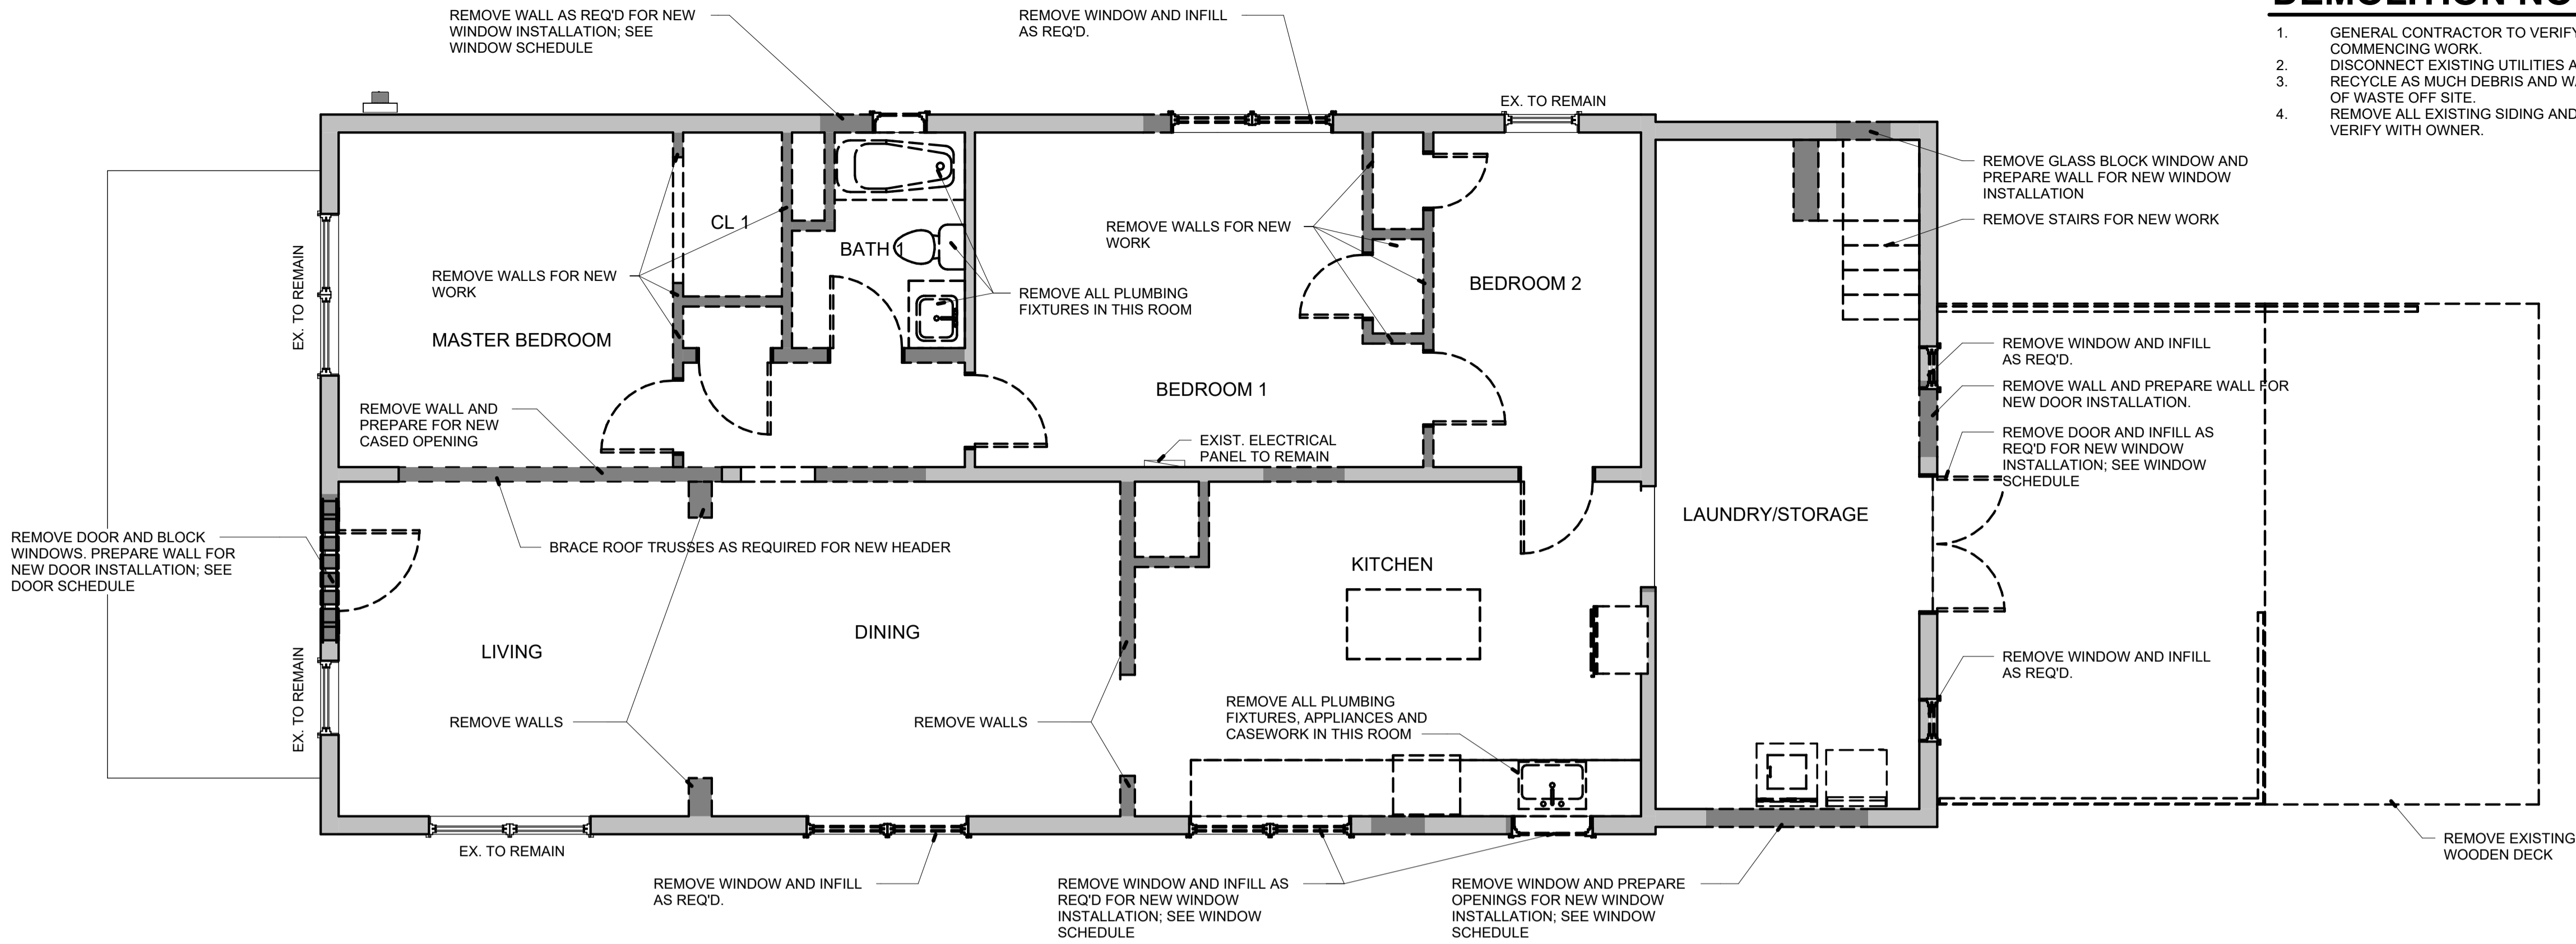 REMOVE WALL AS REQ'D FOR NEW
WINDOW INSTALLATION; SEE
WINDOW SCHEDULE
REMOVE WINDOW AND INFILL
AS REQ'D.
1. GENERAL CONTRACTOR TO VERIFY
COMMENCING WORK.
2. DISCONNECT EXISTING UTILITIES
3. RECYCLE AS MUCH DEBRIS AND
OF WASTE OFF SITE.
4. REMOVE ALL EXISTING SIDING AND
VERIFY WITH OWNER.
EX. TO REMAIN
REMOVE GLASS BLOCK WINDOW AND
PREPARE WALL FOR NEW WINDOW
INSTALLATION
REMOVE STAIRS FOR NEW WORK
CL 1
BATH 1
REMOVE WALLS FOR NEW
WORK
REMOVE WALLS FOR NEW
WORK
EX. TO REMAIN
BEDROOM 2
REMOVE ALL PLUMBING
FIXTURES IN THIS ROOM
MASTER BEDROOM
REMOVE WINDOW AND INFILL
AS REQ'D.
BEDROOM 1
REMOVE WALL AND PREPARE WALL FOR
NEW DOOR INSTALLATION.
REMOVE WALL AND
PREPARE FOR NEW
CASED OPENING
EXIST. ELECTRICAL
PANEL TO REMAIN
REMOVE DOOR AND INFILL AS
REQ'D FOR NEW WINDOW
INSTALLATION; SEE WINDOW
SCHEDULE
LAUNDRY/STORAGE
REMOVE DOOR AND BLOCK
WINDOWS. PREPARE WALL FOR
NEW DOOR INSTALLATION; SEE
DOOR SCHEDULE
BRACE ROOF TRUSSES AS REQUIRED FOR NEW HEADER
KITCHEN
DINING
LIVING
EX. TO REMAIN
REMOVE WINDOW AND INFILL
AS REQ'D.
REMOVE WALLS
REMOVE WALLS
REMOVE ALL PLUMBING
FIXTURES, APPLIANCES AND
CASEWORK IN THIS ROOM
EX. TO REMAIN
REMOVE EXISTING
WOODEN DECK
REMOVE WINDOW AND INFILL
AS REQ'D.
REMOVE WINDOW AND INFILL AS
REQ'D FOR NEW WINDOW
INSTALLATION; SEE WINDOW
SCHEDULE
REMOVE WINDOW AND PREPARE
OPENINGS FOR NEW WINDOW
INSTALLATION; SEE WINDOW
SCHEDULE